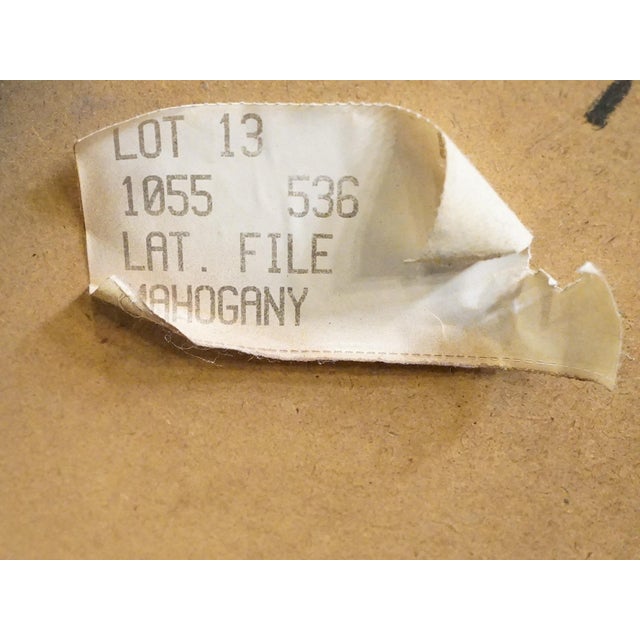 LOT 13
1055 536
LAT. FILE
MAHOGANY